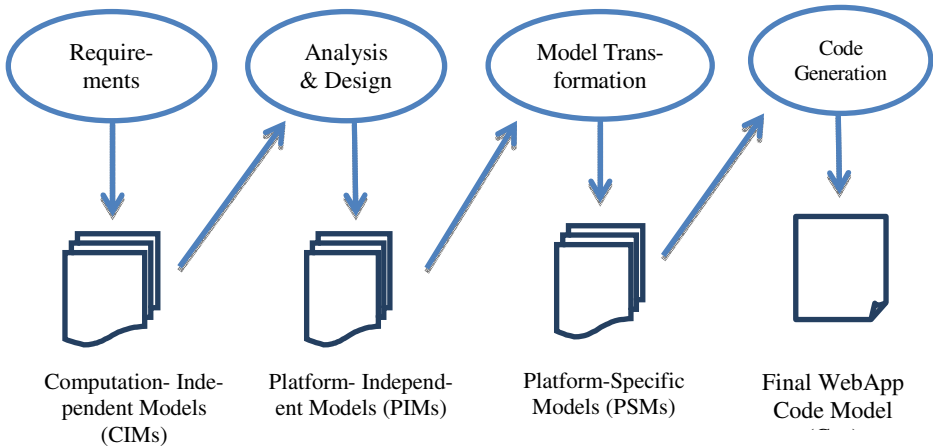 Require-
ments
Analysis
& Design
Model Trans-
formation
Code
Generation
Computation- Inde-
pendent Models
(CIMs)
Platform- Independ-
ent Models (PIMs)
Platform-Specific
Models (PSMs)
Final WebApp
Code Model